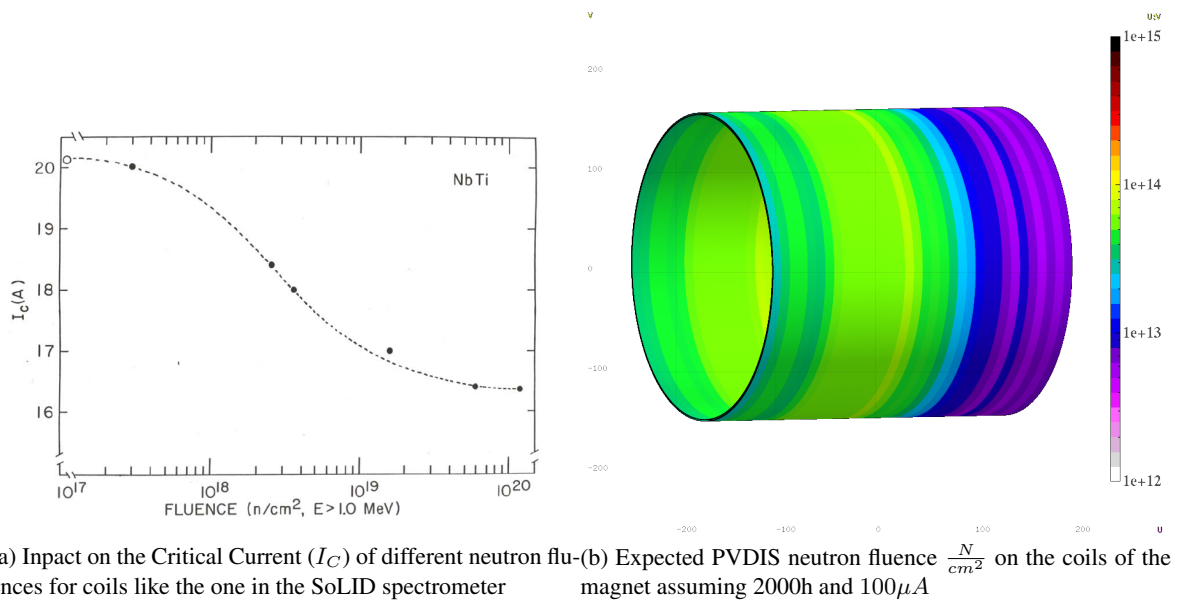 20
19
18
17
16
I_c(A)
NbTi
10^17
10^18
10^19
10^20
FLUENCE (n/cm², E>1.0 MeV)
V
200
100
0
-100
-200
-200
-100
0
100
200
U
U:V
1e+15
1e+14
1e+13
1e+12
a) Inpact on the Critical Current (I_C) of different neutron flu-
nces for coils like the one in the SoLID spectrometer
(b) Expected PVDIS neutron fluence N/cm² on the coils of the
magnet assuming 2000h and 100μA